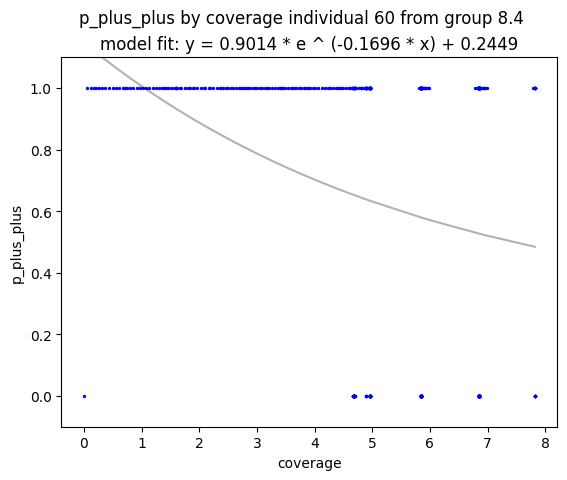 p_plus_plus by coverage individual 60 from group 8.4
model fit: y = 0.9014 * e ^ (-0.1696 * x) + 0.2449
1.0
0.8
0.6
0.4
0.2
0.0
p_plus_plus
0 1 2 3 4 5 6 7 8
coverage